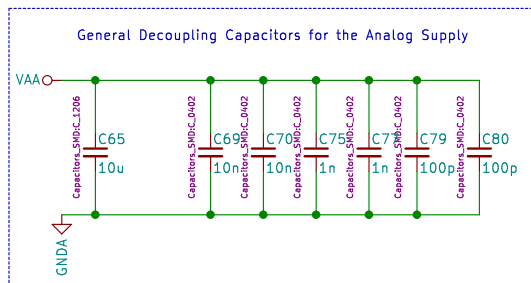 General Decoupling Capacitors for the Analog Supply
VAA
Capacitors_SMD:C_1206
C65
10u
Capacitors_SMD:C_0402
C69
10n
Capacitors_SMD:C_0402
C70
10n
Capacitors_SMD:C_0402
C75
1n
Capacitors_SMD:C_0402
1n
Capacitors_SMD:C_0402
C79
100p
Capacitors_SMD:C_0402
C80
100p
GNDA